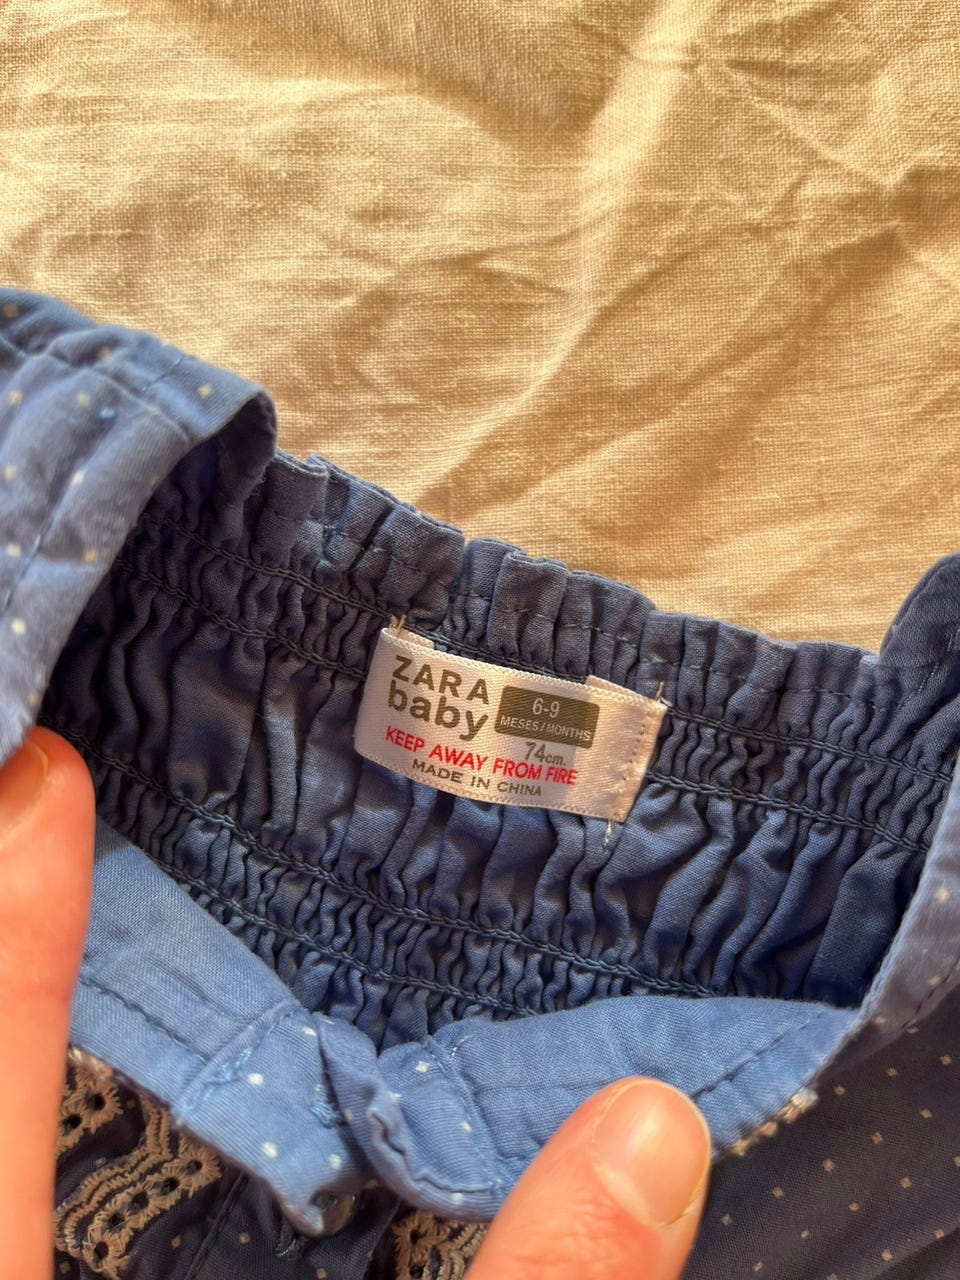 ZARA
baby
6-9
MESES/MONTHS
74cm.
KEEP AWAY FROM FIRE
MADE IN CHINA